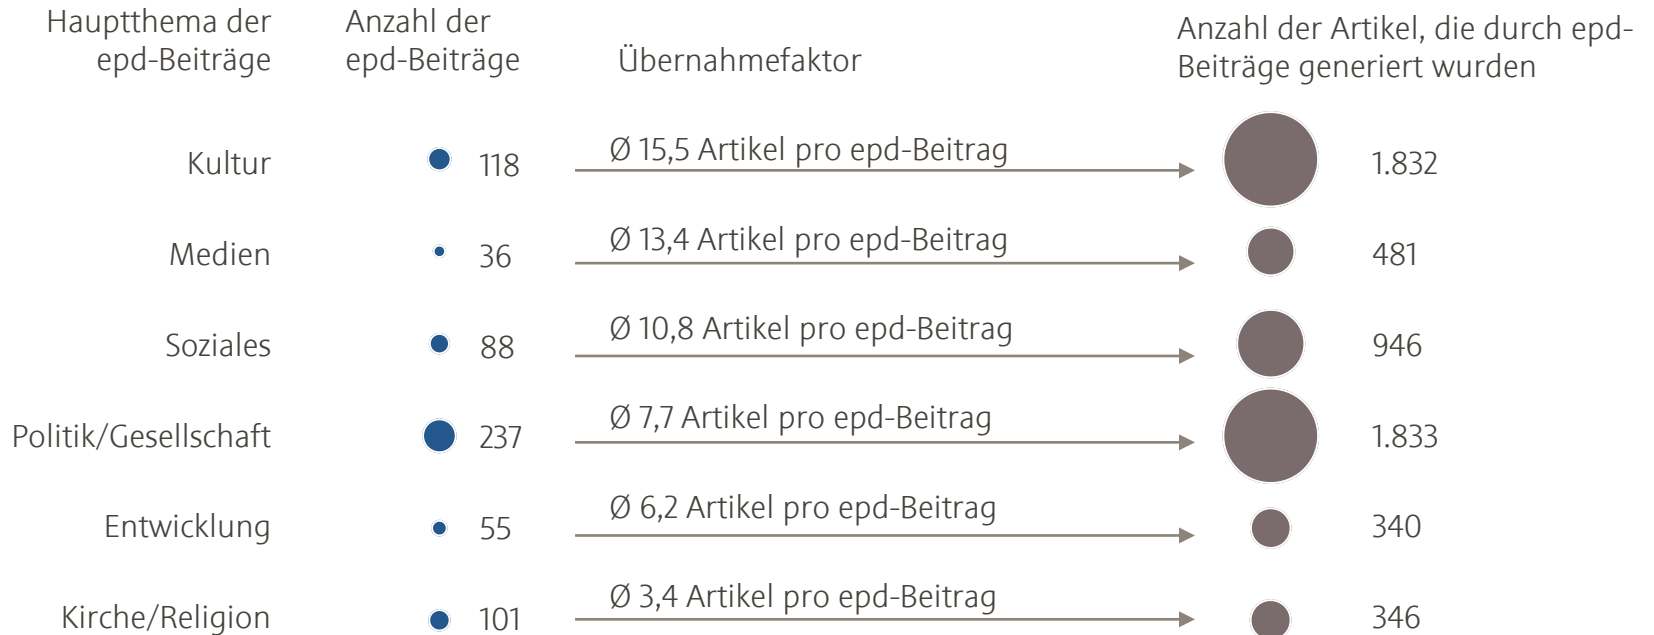 Hauptthema der
epd-Beiträge
Anzahl der
epd-Beiträge
Übernahmefaktor
Anzahl der Artikel, die durch epd-
Beiträge generiert wurden
Kultur 118 Ø 15,5 Artikel pro epd-Beitrag 1.832
Medien 36 Ø 13,4 Artikel pro epd-Beitrag 481
Soziales 88 Ø 10,8 Artikel pro epd-Beitrag 946
Politik/Gesellschaft 237 Ø 7,7 Artikel pro epd-Beitrag 1.833
Entwicklung 55 Ø 6,2 Artikel pro epd-Beitrag 340
Kirche/Religion 101 Ø 3,4 Artikel pro epd-Beitrag 346